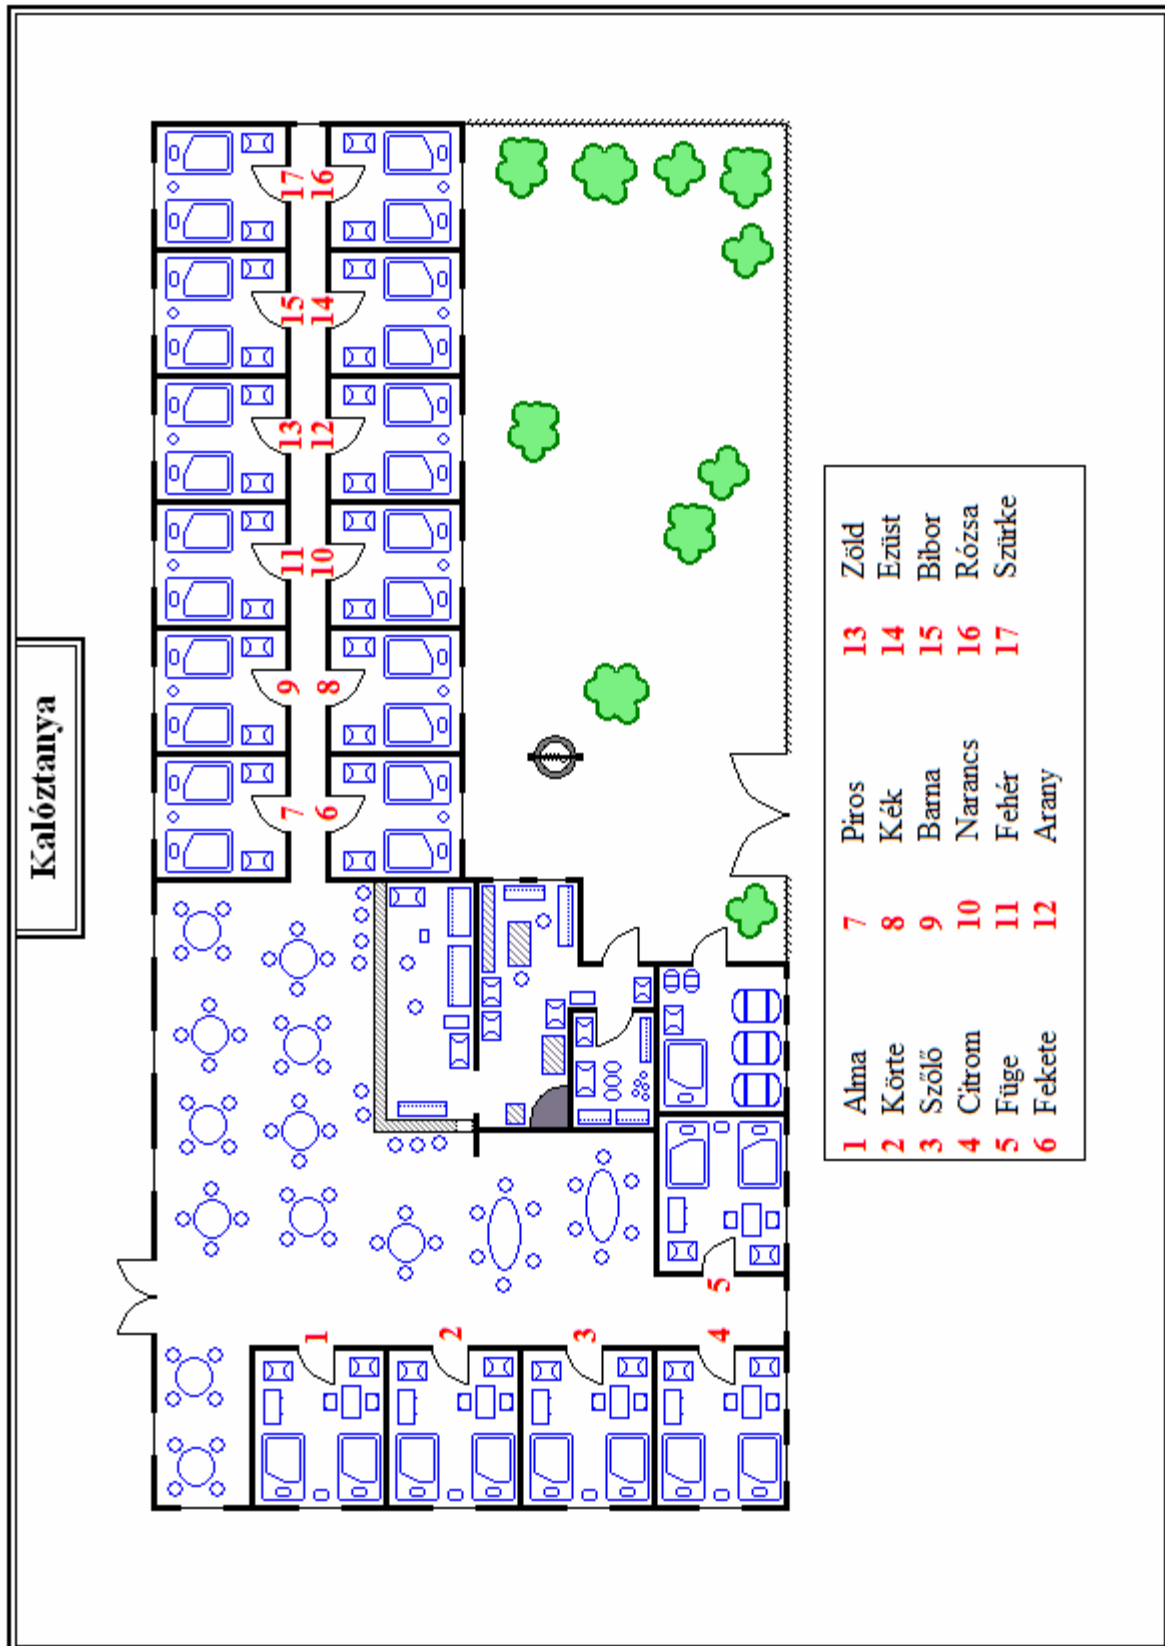 Kalóztanya
7 9 11 13 15 17
1 6 8 10 12 14 16
2
3
4 5
1 Alma 7 Piros 13 Zöld
2 Körte 8 Kék 14 Ezüst
3 Szőlő 9 Barna 15 Bibor
4 Citrom 10 Narancs 16 Rózsa
5 Füge 11 Fehér 17 Szürke
6 Fekete 12 Arany